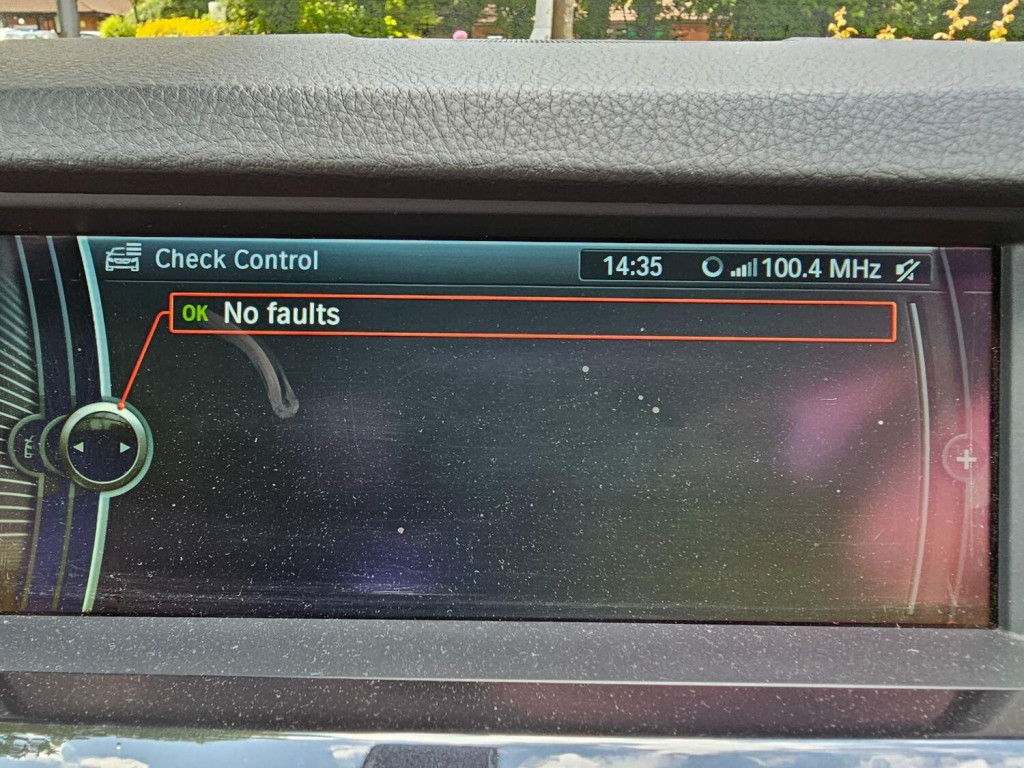 Check Control
14:35 100.4 MHz
OK No faults